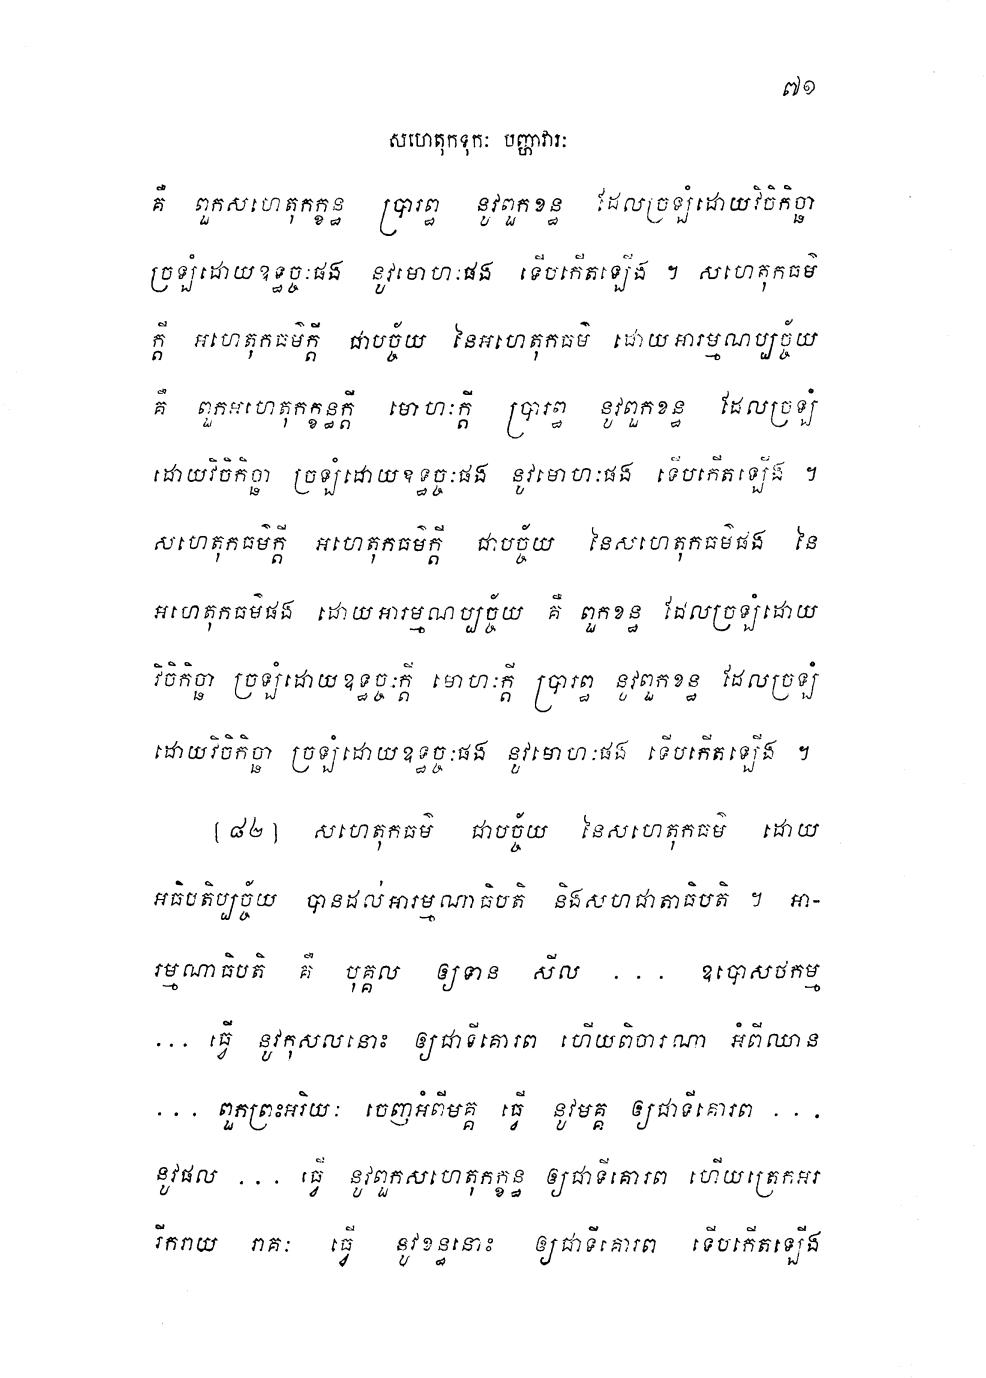 ៧១
សហេតុកទុកៈ បញ្ហាវារៈ
គឺ ពួកសហេតុកក្ខន្ធ ប្រារព្ធ នូវពួកខន្ធ ដែលច្រឡំដោយវិចិកិច្ឆា
ច្រឡំដោយឧទ្ធច្ចៈផង នូវមោហៈផង ទើបកើតឡើង ។ សហេតុកធម៌
ក្តី អហេតុកធម៌ក្តី ជាបច្ច័យ នៃអហេតុកធម៌ ដោយអារម្មណប្បច្ច័យ
គឺ ពួកអហេតុកក្ខន្ធក្តី មោហៈក្តី ប្រារព្ធ នូវពួកខន្ធ ដែលច្រឡំ
ដោយវិចិកិច្ឆា ច្រឡំដោយឧទ្ធច្ចៈផង នូវមោហៈផង ទើបកើតឡើង ។
សហេតុកធម៌ក្តី អហេតុកធម៌ក្តី ជាបច្ច័យ នៃសហេតុកធម៌ផង នៃ
អហេតុកធម៌ផង ដោយអារម្មណប្បច្ច័យ គឺ ពួកខន្ធ ដែលច្រឡំដោយ
វិចិកិច្ឆា ច្រឡំដោយឧទ្ធច្ចៈក្តី មោហៈក្តី ប្រារព្ធ នូវពួកខន្ធ ដែលច្រឡំ
ដោយវិចិកិច្ឆា ច្រឡំដោយឧទ្ធច្ចៈផង នូវមោហៈផង ទើបកើតឡើង ។
[៨៤] សហេតុកធម៌ ជាបច្ច័យ នៃសហេតុកធម៌ ដោយ
អធិបតិប្បច្ច័យ បានដល់អារម្មណាធិបតិ និងសហជាតាធិបតិ ។ អា-
រម្មណាធិបតិ គឺ បុគ្គល ឲ្យទាន សីល ... ឧបោសថកម្ម
... ធ្វើ នូវកុសលនោះ ឲ្យជាទីគោរព ហើយពិចារណា អំពីឈាន
... ពួកព្រះអរិយៈ ចេញអំពីមគ្គ ធ្វើ នូវមគ្គ ឲ្យជាទីគោរព ...
នូវផល ... ធ្វើ នូវពួកសហេតុកក្ខន្ធ ឲ្យជាទីគោរព ហើយត្រេកអរ
រីករាយ រាគៈ ធ្វើ នូវខន្ធនោះ ឲ្យជាទីគោរព ទើបកើតឡើង